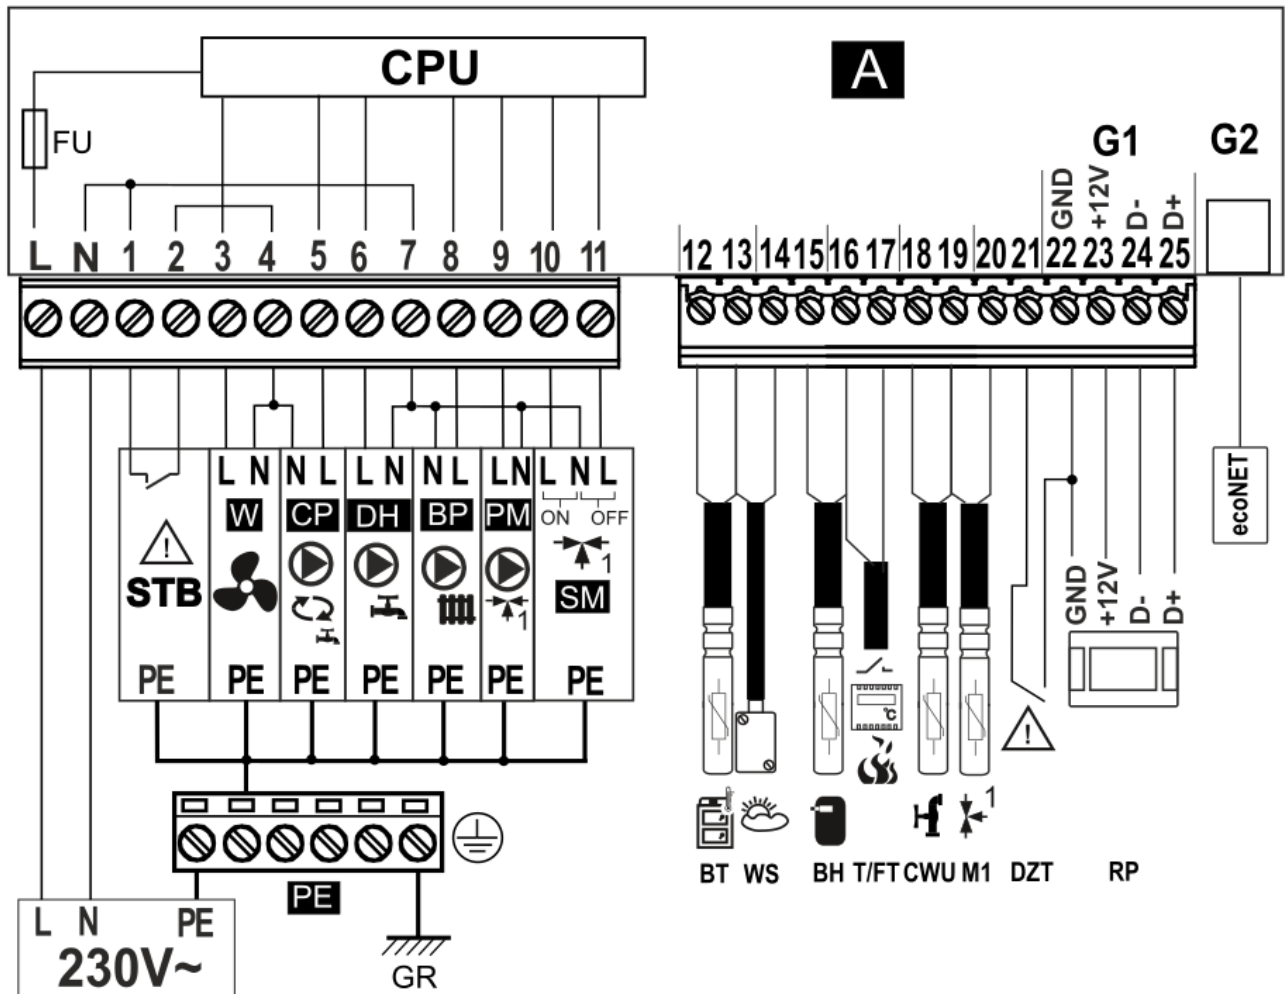 CPU
A
FU
G1
G2
GND
+12V
D-
D+
L N 1 2 3 4 5 6 7 8 9 10 11
12 13 14 15 16 17 18 19 20 21 22 23 24 25
L N N L L N N L L N L N L
W CP DH BP PM ON OFF
! 1
STB SM
1
PE PE PE PE PE PE PE
ecoNET
GND
+12V
D-
D+
°C
!
1
BT WS BH T/FT CWU M1 DZT RP
PE
L N PE
230V~
GR